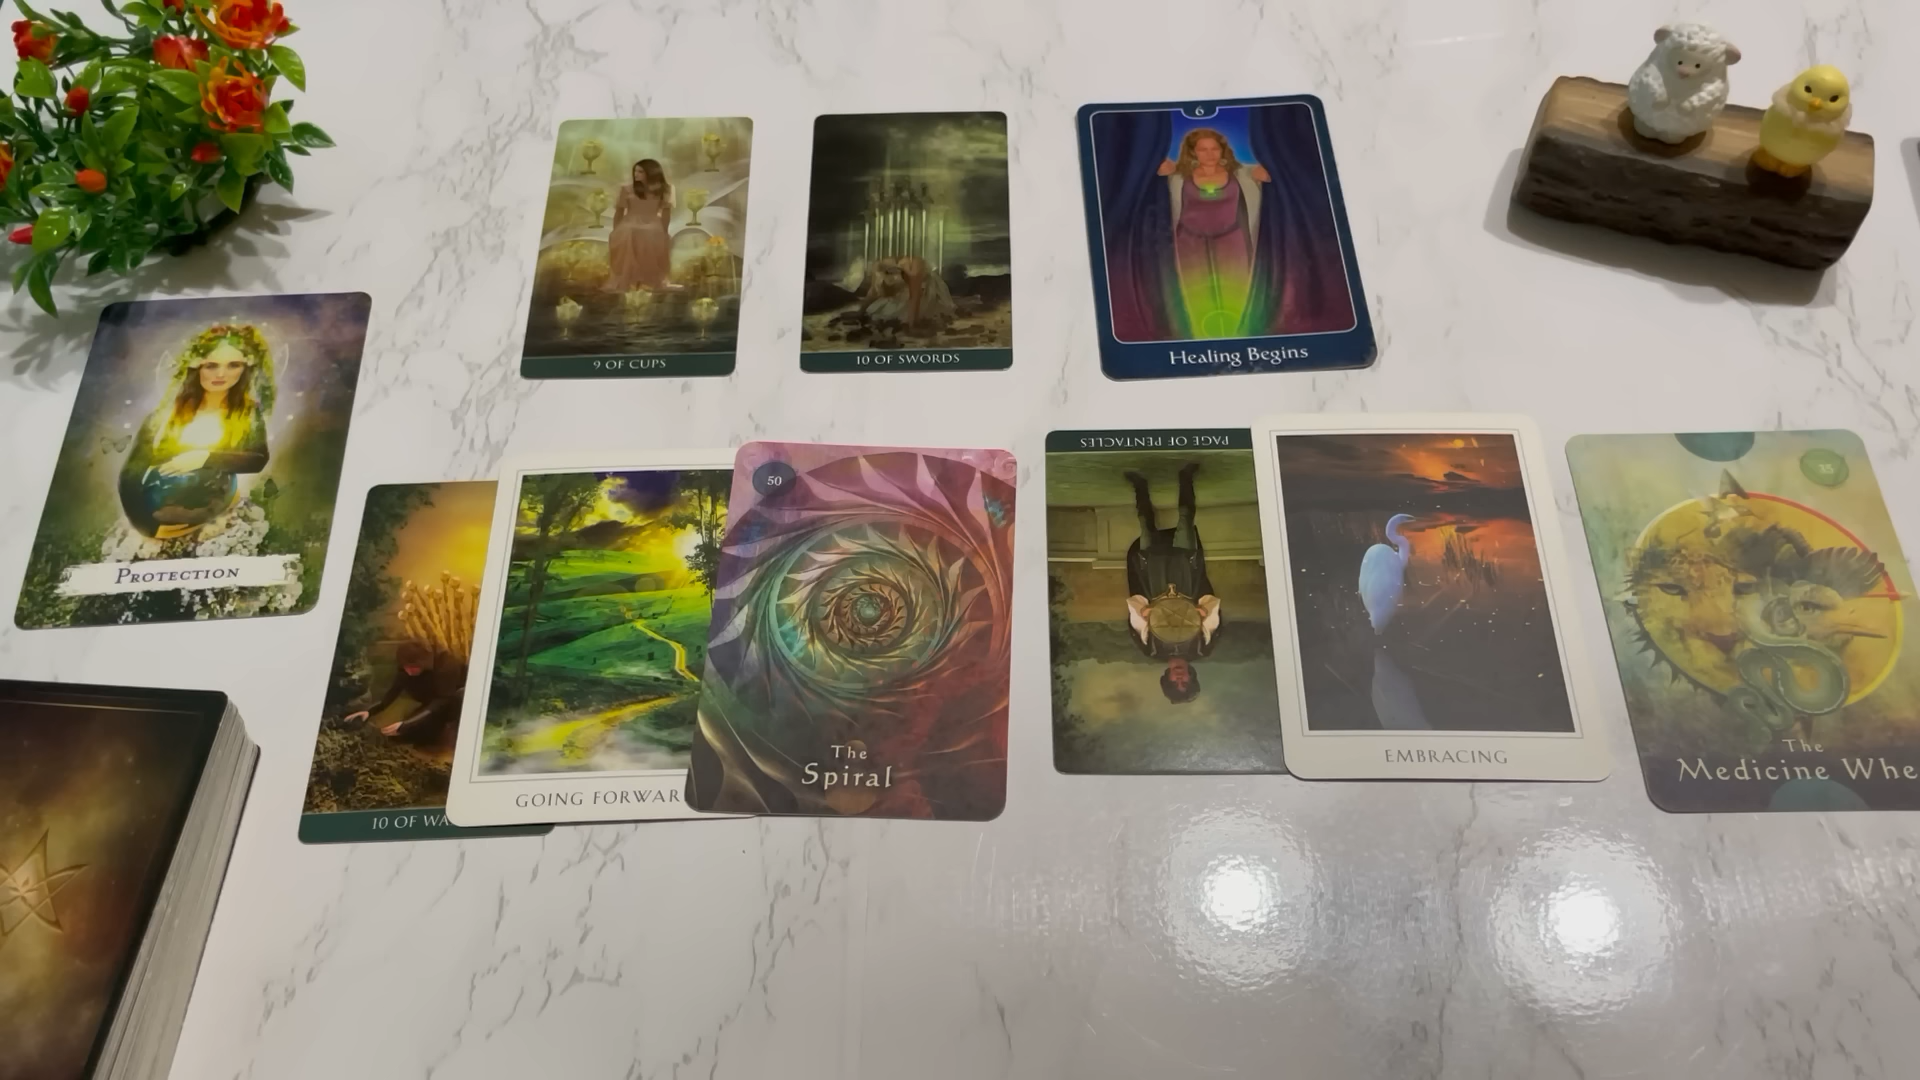 6
9 OF CUPS
10 OF SWORDS
Healing Begins
PROTECTION
10 OF WA
GOING FORWAR
50
The
Spiral
PAGE OF PENTACLES
EMBRACING
35
The
Medicine Whe